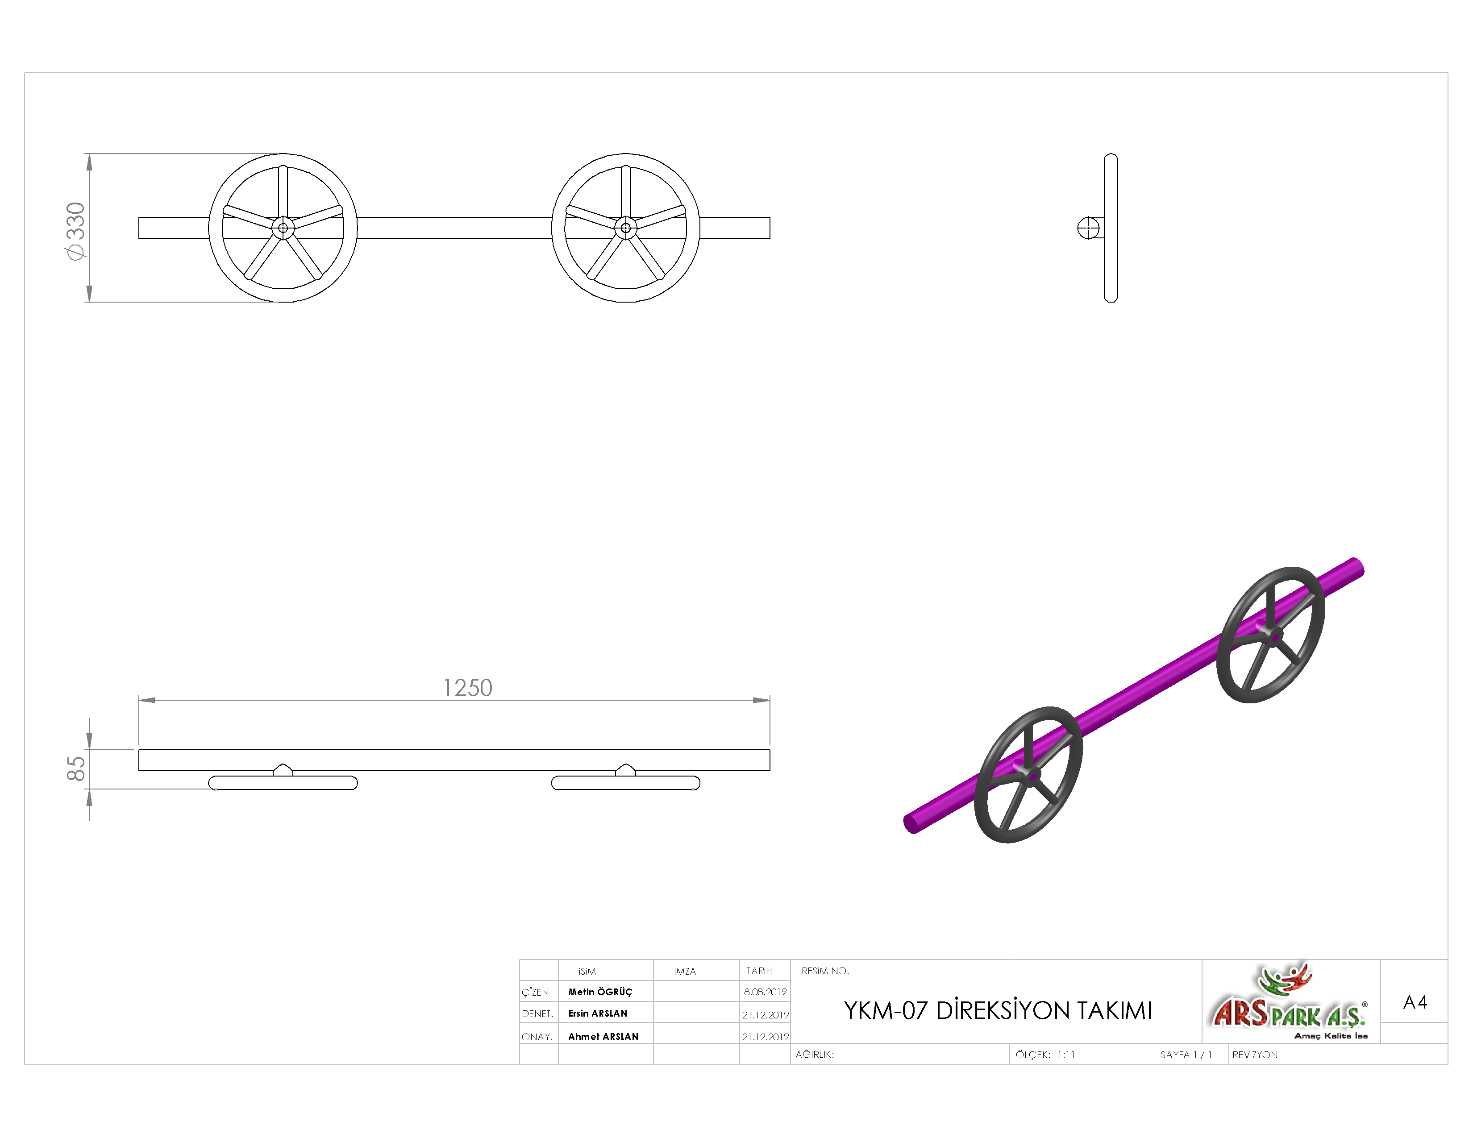 ⌀330
1250
85
İSİM İMZA TARİH RESİM NO.:
ÇİZEN. Metin ÖGRÜÇ 8.08.2019
DENET. Ersin ARSLAN 21.12.2019
ONAY. Ahmet ARSLAN 21.12.2019
YKM-07 DİREKSİYON TAKIMI
ARSPARK A.Ş.®
Amaç Kalite İse
A4
AĞIRLIK: ÖLÇEK: 1:11 SAYFA 1 / 1 REVİZYON